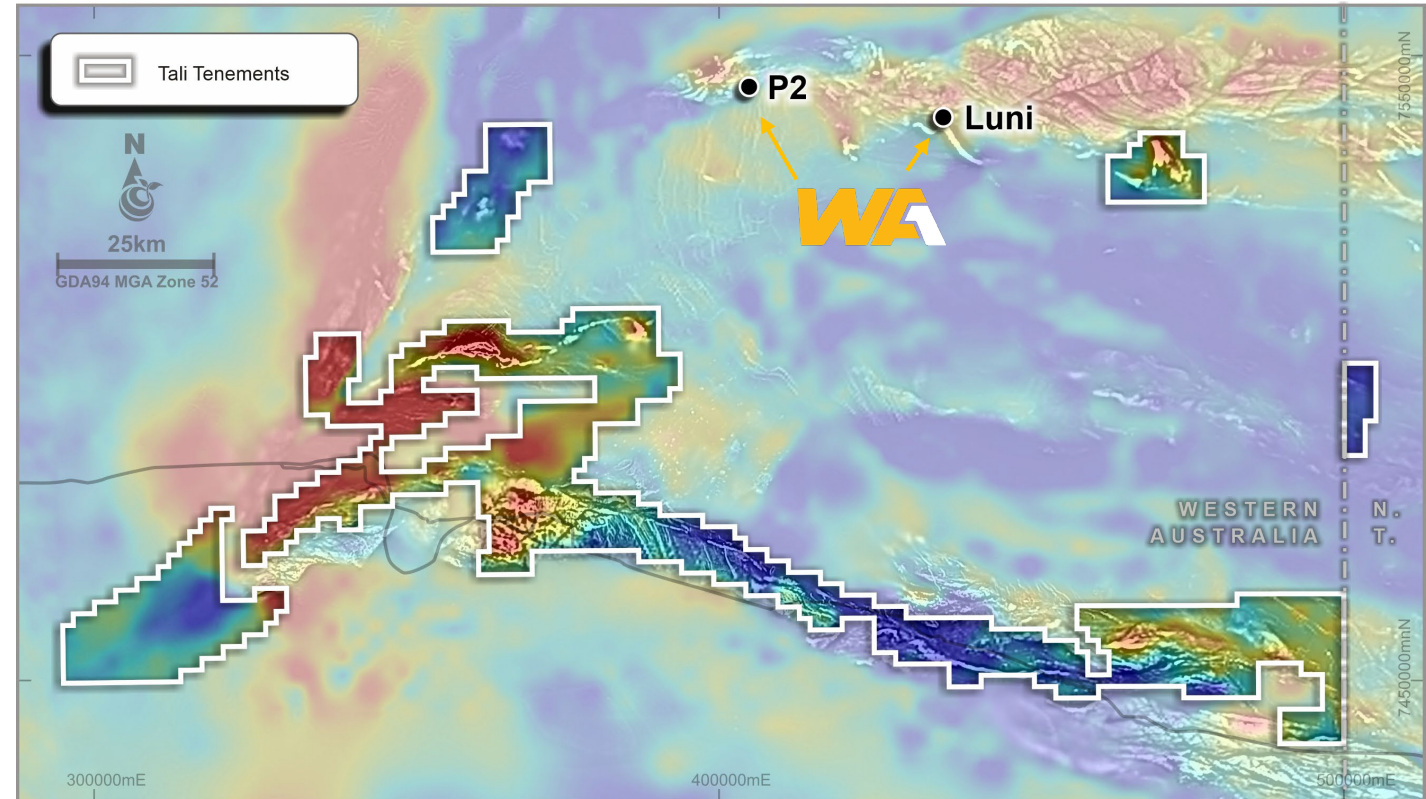 Tali Tenements
P2
Luni
N
WA
25km
GDA94 MGA Zone 52
7550000mN
WESTERN
AUSTRALIA
N.
T.
7450000mN
300000mE
400000mE
500000mE